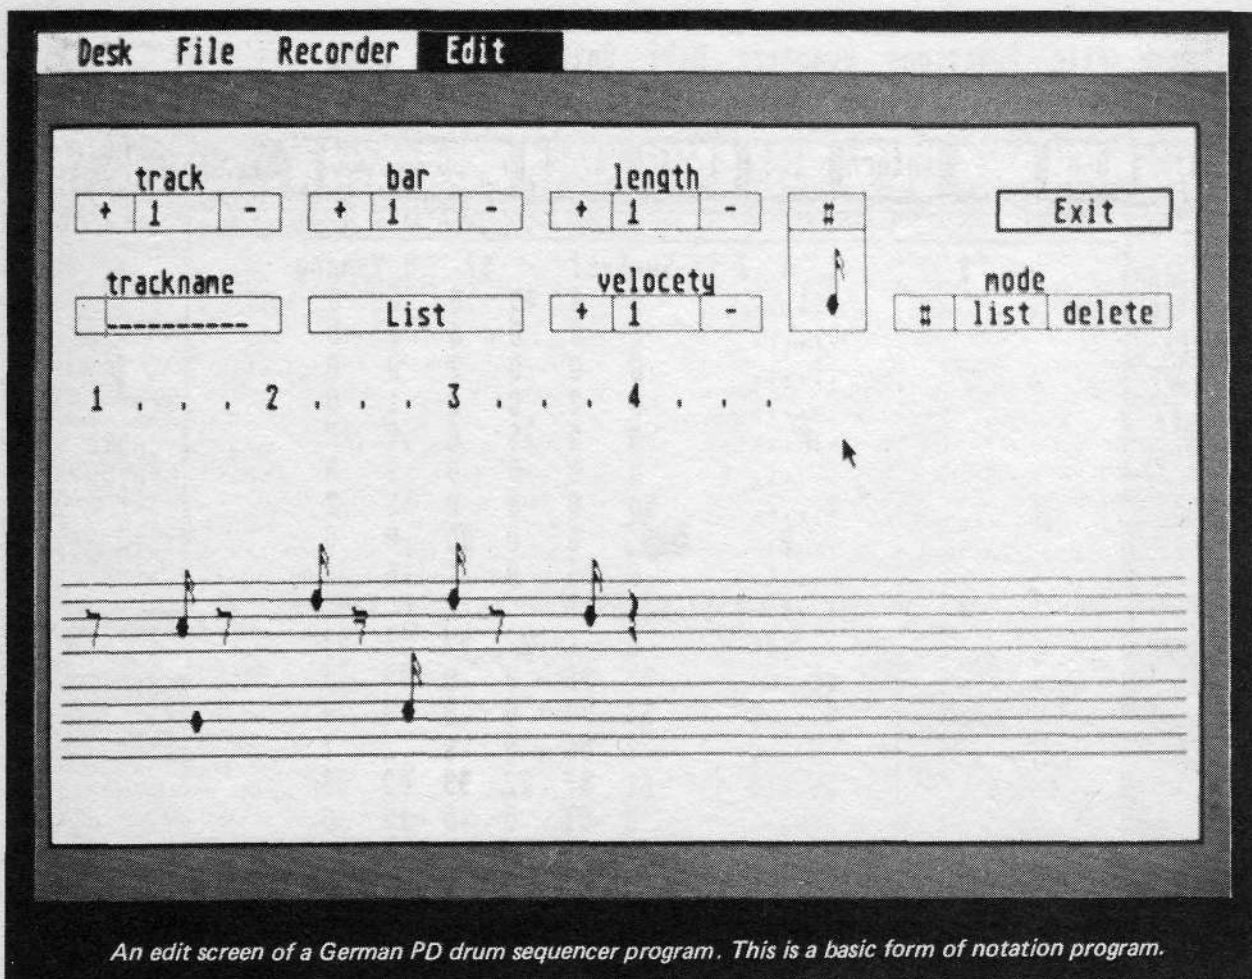 Desk File Recorder Edit
track bar length
+ 1 - + 1 - + 1 - # Exit
trackname velocety mode
__________ List + 1 - # list delete
1 . . . 2 . . . 3 . . . 4 . . .
An edit screen of a German PD drum sequencer program. This is a basic form of notation program.